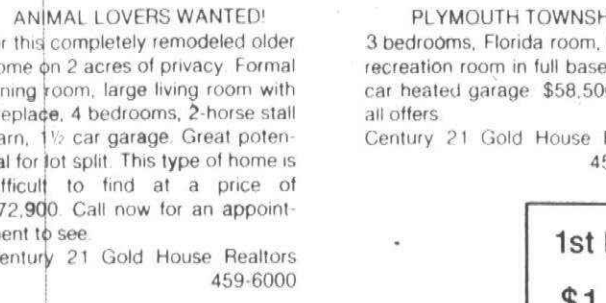 ANIMAL LOVERS WANTED!
r this completely remodeled older
ome on 2 acres of privacy. Formal
ning room, large living room with
eplace, 4 bedrooms, 2-horse stall
arn, 1½ car garage. Great poten-
al for lot split. This type of home is
fficult to find at a price of
72,900. Call now for an appoint-
ent to see.
entury 21 Gold House Realtors
459-6000
PLYMOUTH TOWNSH
3 bedrooms, Florida room,
recreation room in full base
car heated garage $58,50
all offers.
Century 21 Gold House
45
1st
$1